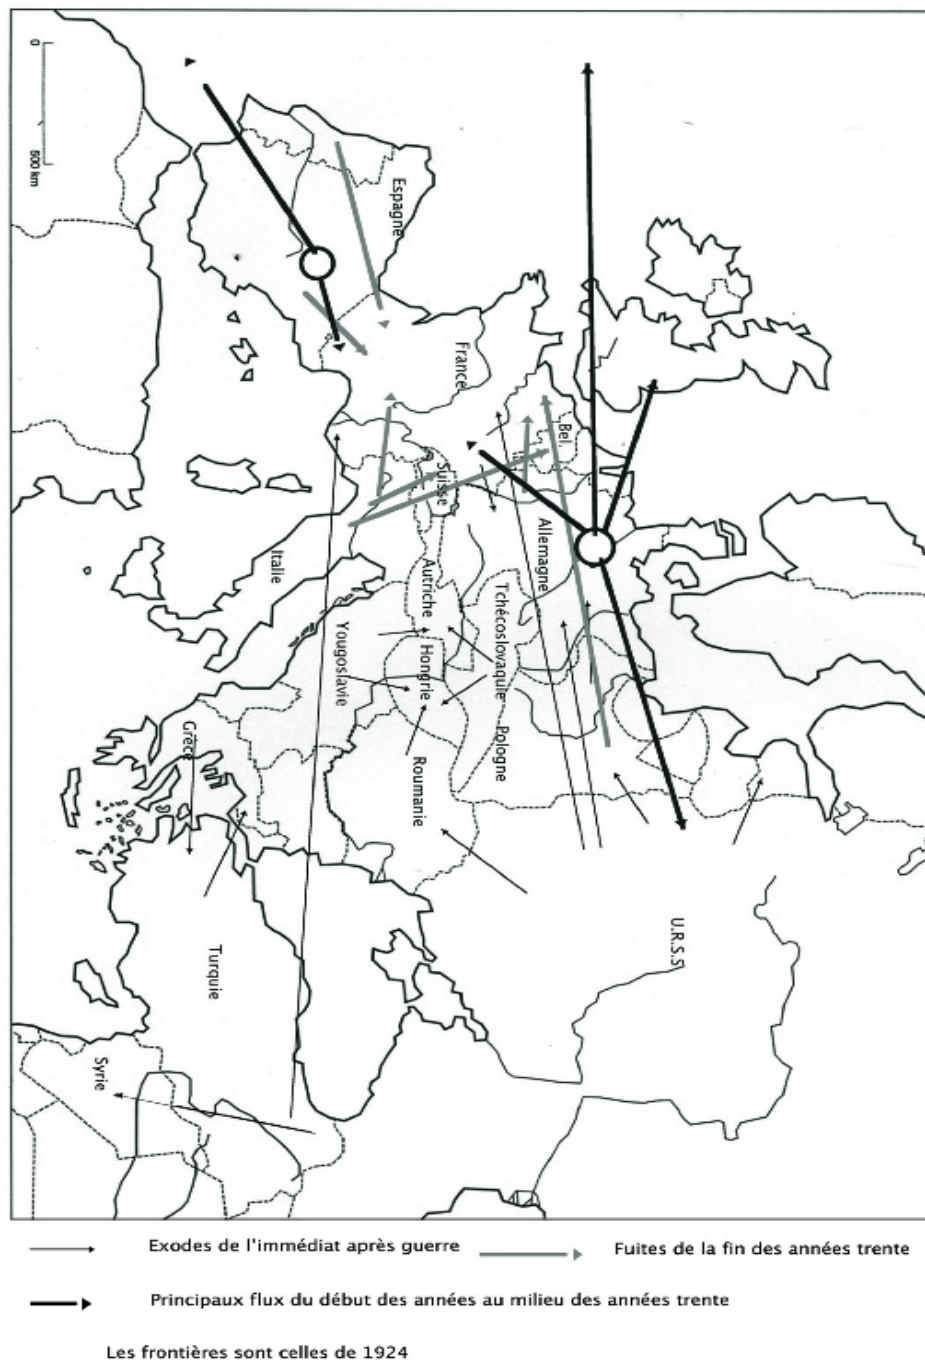 0
500 km
Espagne
France
Bel.
Suisse
Allemagne
Italie
Autriche
Tchécoslovaquie
Yougoslavie
Hongrie
Pologne
Grèce
Roumanie
Turquie
U.R.S.S
Syrie
Exodes de l'immédiat après guerre
Fuites de la fin des années trente
Principaux flux du début des années au milieu des années trente
Les frontières sont celles de 1924